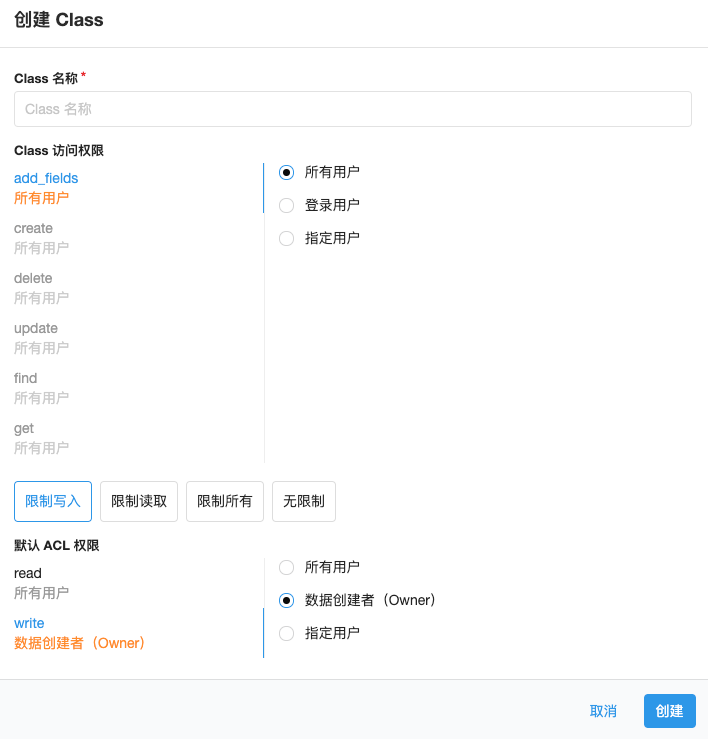 创建 Class
Class 名称 *
Class 名称
Class 访问权限
add_fields
所有用户
create
所有用户
delete
所有用户
update
所有用户
find
所有用户
get
所有用户
所有用户
登录用户
指定用户
限制写入 限制读取 限制所有 无限制
默认 ACL 权限
read
所有用户
write
数据创建者（Owner）
所有用户
数据创建者（Owner）
指定用户
取消 创建